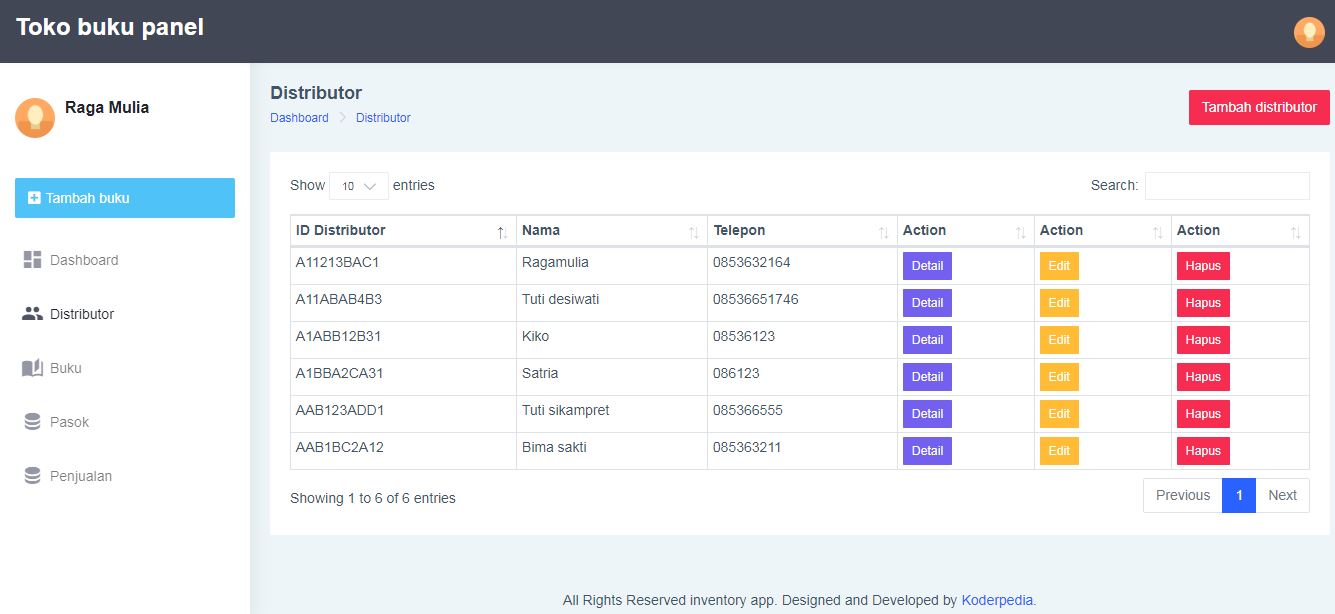 Toko buku panel
Raga Mulia
Tambah buku
Dashboard
Distributor
Buku
Pasok
Penjualan
Distributor
Dashboard Distributor
Tambah distributor
Show 10 entries
Search:
ID Distributor Nama Telepon Action Action Action
A11213BAC1 Ragamulia 0853632164 Detail Edit Hapus
A11ABAB4B3 Tuti desiwati 08536651746 Detail Edit Hapus
A1ABB12B31 Kiko 08536123 Detail Edit Hapus
A1BBA2CA31 Satria 086123 Detail Edit Hapus
AAB123ADD1 Tuti sikampret 085366555 Detail Edit Hapus
AAB1BC2A12 Bima sakti 085363211 Detail Edit Hapus
Showing 1 to 6 of 6 entries
Previous 1 Next
All Rights Reserved inventory app. Designed and Developed by Koderpedia.